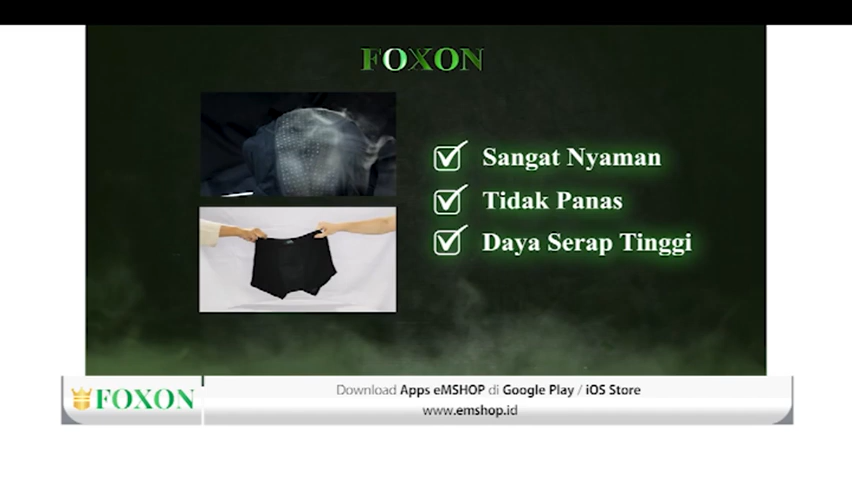 FOXON
Sangat Nyaman
Tidak Panas
Daya Serap Tinggi
FOXON
Download Apps eMSHOP di Google Play / iOS Store
www.emshop.id